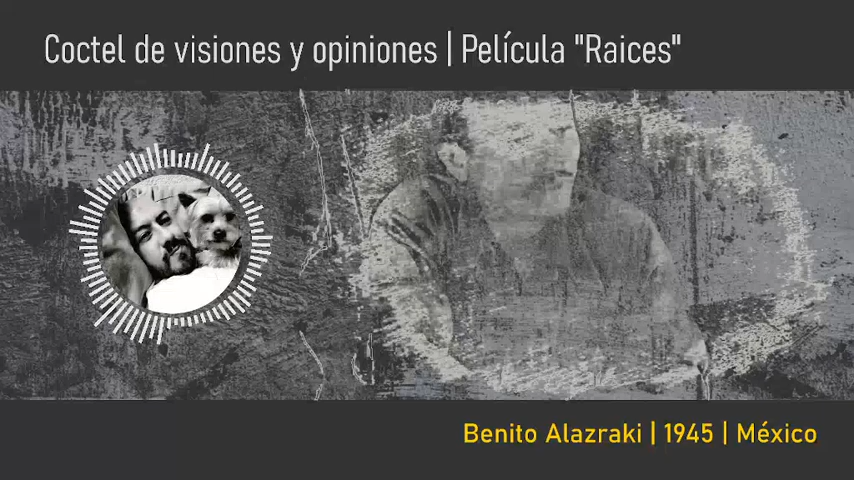 Coctel de visiones y opiniones | Película "Raices"
Benito Alazraki | 1945 | México